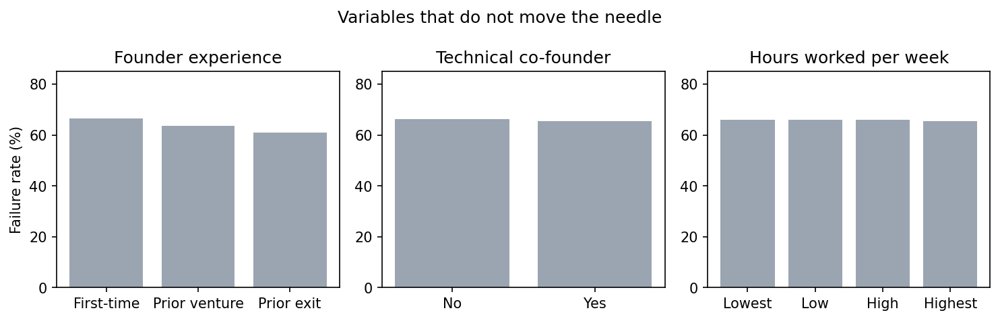 Variables that do not move the needle
Founder experience
Failure rate (%)
80
60
40
20
0
First-time Prior venture Prior exit
Technical co-founder
80
60
40
20
0
No Yes
Hours worked per week
80
60
40
20
0
Lowest Low High Highest